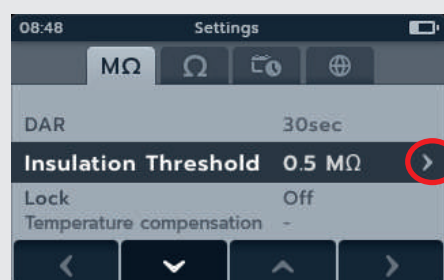 08:48 Settings
MΩ Ω
DAR 30sec
Insulation Threshold 0.5 MΩ
Lock Off
Temperature compensation -